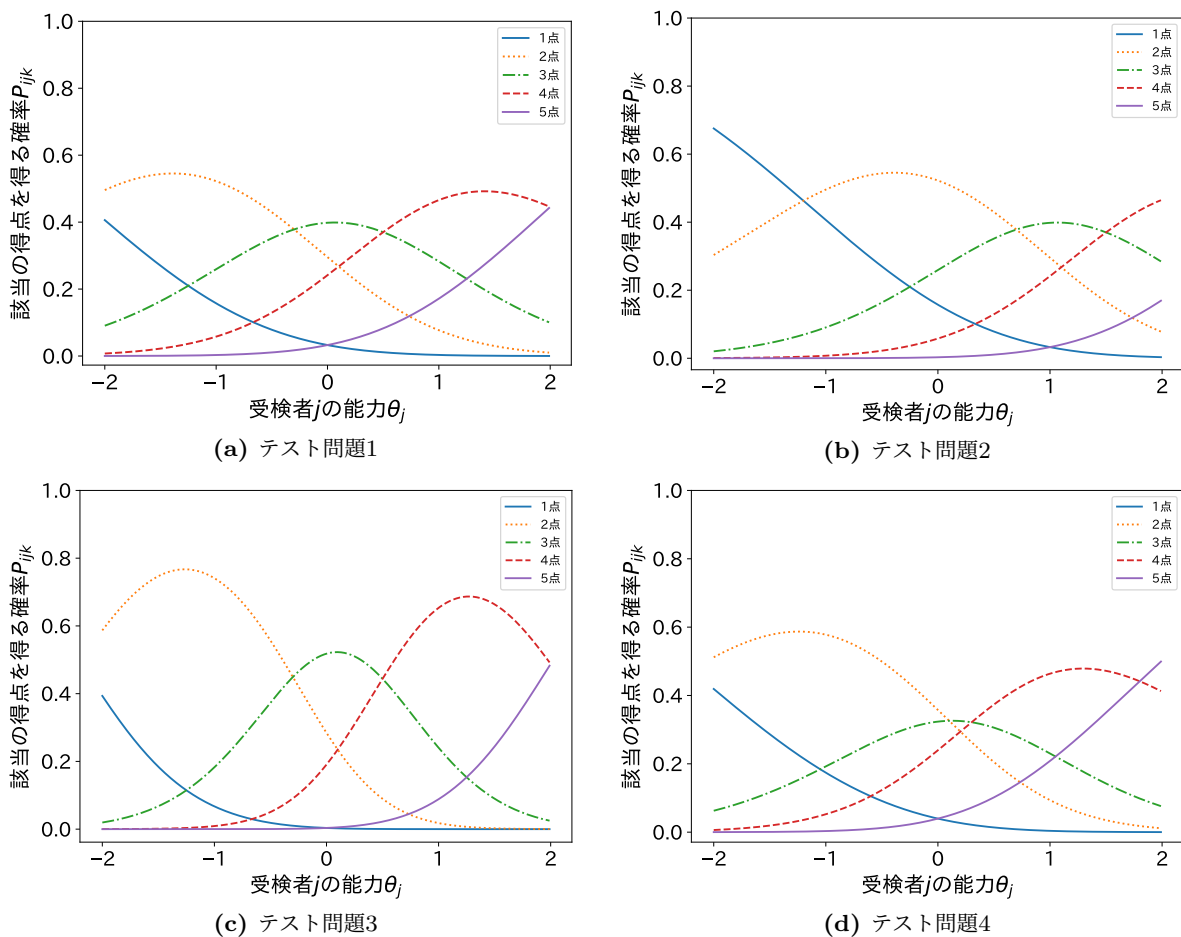 該当の得点を得る確率Pijk
1.0
0.8
0.6
0.4
0.2
0.0
1点
2点
3点
4点
5点
−2 −1 0 1 2
受検者jの能力θj
(a) テスト問題1
該当の得点を得る確率Pijk
1.0
0.8
0.6
0.4
0.2
0.0
1点
2点
3点
4点
5点
−2 −1 0 1 2
受検者jの能力θj
(b) テスト問題2
該当の得点を得る確率Pijk
1.0
0.8
0.6
0.4
0.2
0.0
1点
2点
3点
4点
5点
−2 −1 0 1 2
受検者jの能力θj
(c) テスト問題3
該当の得点を得る確率Pijk
1.0
0.8
0.6
0.4
0.2
0.0
1点
2点
3点
4点
5点
−2 −1 0 1 2
受検者jの能力θj
(d) テスト問題4